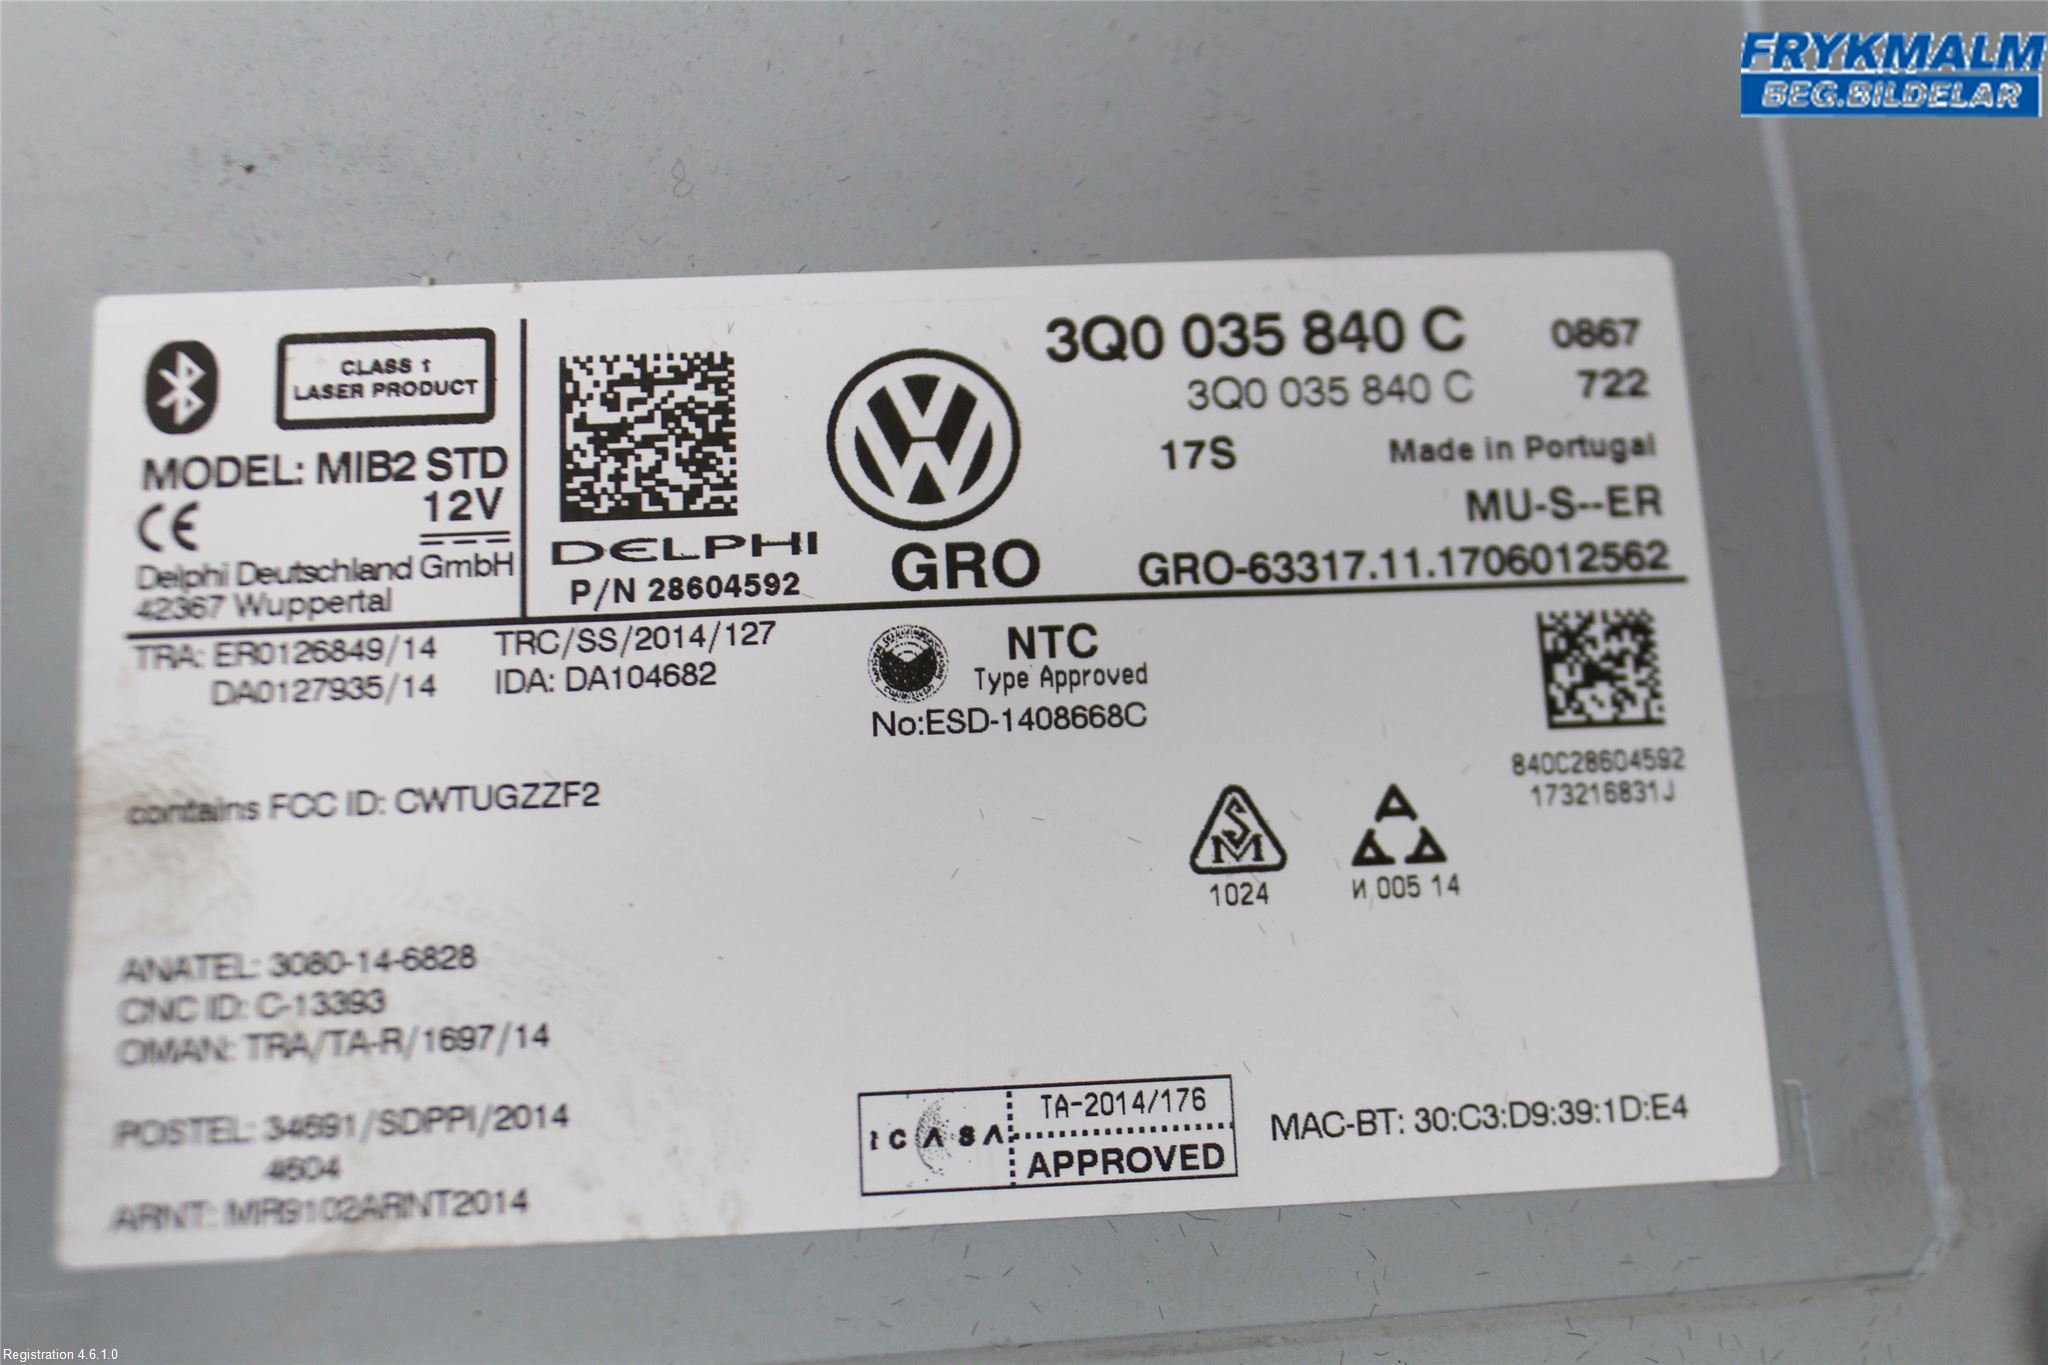 FRYKMALM
BEG.BILDELAR
CLASS 1
LASER PRODUCT
MODEL: MIB2 STD
12V
CE
Delphi Deutschland GmbH
42367 Wuppertal
DELPHI
P/N 28604592
GRO
3Q0 035 840 C 0867
3Q0 035 840 C 722
17S Made in Portugal
MU-S--ER
GRO-63317.11.1706012562
TRA: ER0126849/14
DA0127935/14
TRC/SS/2014/127
IDA: DA104682
NTC
Type Approved
No:ESD-1408668C
840C28604592
173216831J
contains FCC ID: CWTUGZZF2
SM
1024
И 005 14
ANATEL: 3080-14-6828
CNC ID: C-13393
OMAN: TRA/TA-R/1697/14
POSTEL: 34691/SDPPI/2014
4604
ARNT: MR9102ARNT2014
ICASA
TA-2014/176
APPROVED
MAC-BT: 30:C3:D9:39:1D:E4
Registration 4.6.1.0